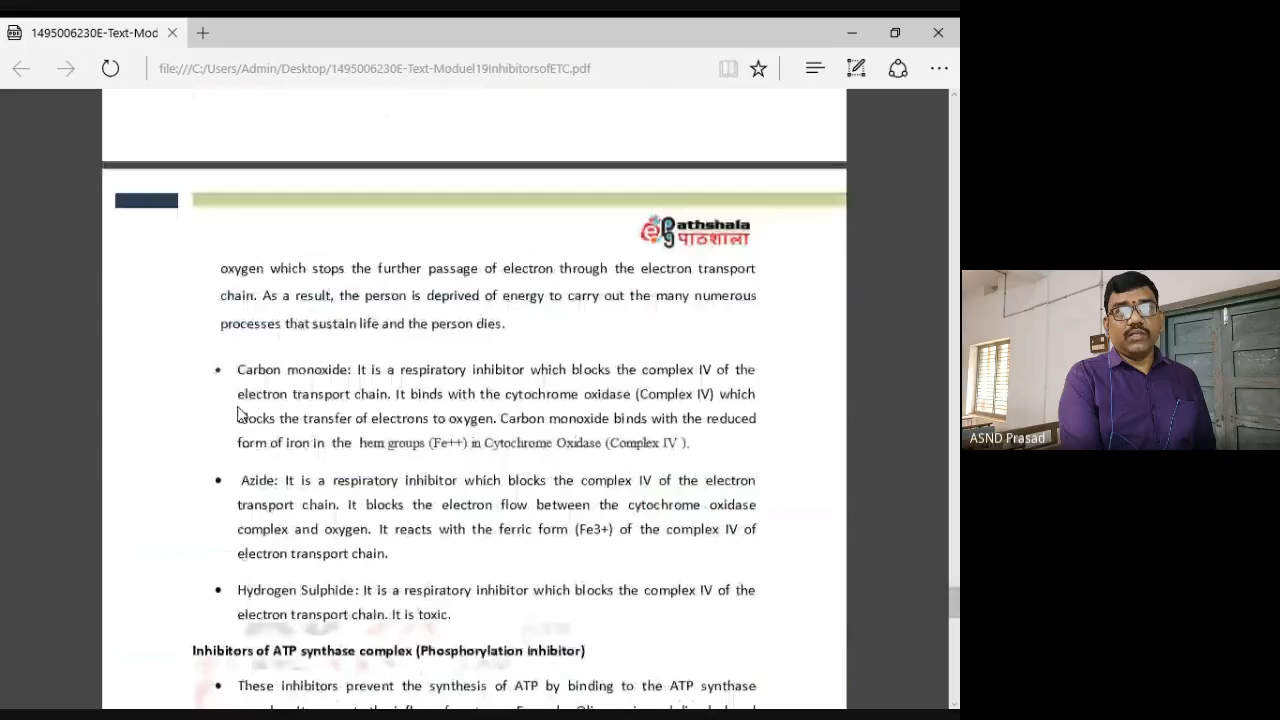 1495006230E-Text-Mod
file:///C:/Users/Admin/Desktop/1495006230E-Text-Moduel19InhibitorsofETC.pdf
ePGathshala
पाठशाला
oxygen which stops the further passage of electron through the electron transport
chain. As a result, the person is deprived of energy to carry out the many numerous
processes that sustain life and the person dies.
• Carbon monoxide: It is a respiratory inhibitor which blocks the complex IV of the
electron transport chain. It binds with the cytochrome oxidase (Complex IV) which
blocks the transfer of electrons to oxygen. Carbon monoxide binds with the reduced
form of iron in the hem groups (Fe++) in Cytochrome Oxidase (Complex IV ).
• Azide: It is a respiratory inhibitor which blocks the complex IV of the electron
transport chain. It blocks the electron flow between the cytochrome oxidase
complex and oxygen. It reacts with the ferric form (Fe3+) of the complex IV of
electron transport chain.
• Hydrogen Sulphide: It is a respiratory inhibitor which blocks the complex IV of the
electron transport chain. It is toxic.
Inhibitors of ATP synthase complex (Phosphorylation inhibitor)
• These inhibitors prevent the synthesis of ATP by binding to the ATP synthase
ASND Prasad